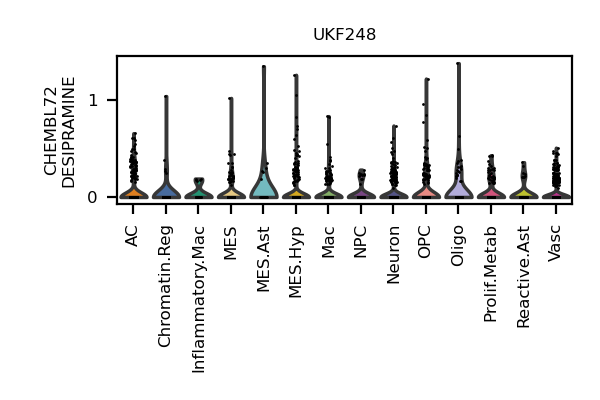 UKF248
CHEMBL72
DESIPRAMINE
1
0
AC
Chromatin.Reg
Inflammatory.Mac
MES
MES.Ast
MES.Hyp
Mac
NPC
Neuron
OPC
Oligo
Prolif.Metab
Reactive.Ast
Vasc